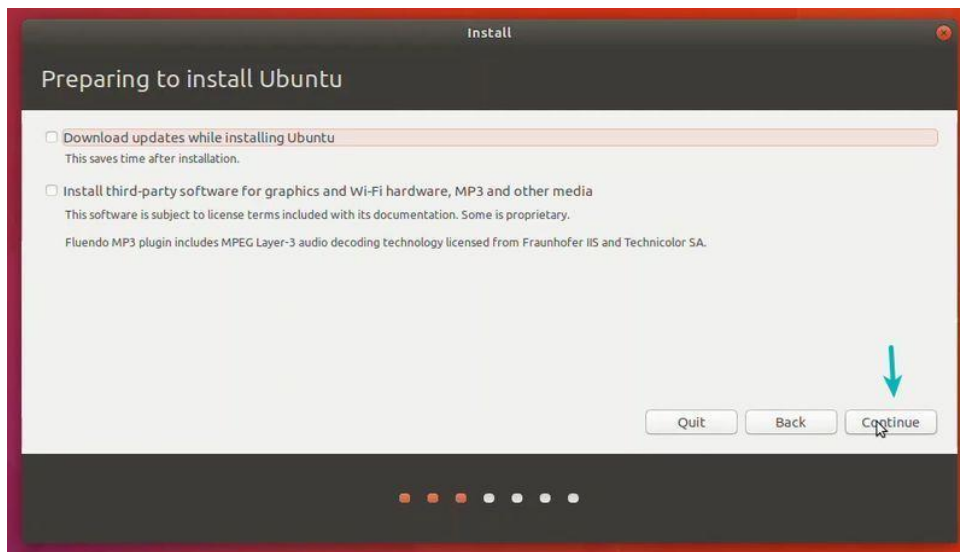 Install
Preparing to install Ubuntu
Download updates while installing Ubuntu
This saves time after installation.
Install third-party software for graphics and Wi-Fi hardware, MP3 and other media
This software is subject to license terms included with its documentation. Some is proprietary.
Fluendo MP3 plugin includes MPEG Layer-3 audio decoding technology licensed from Fraunhofer IIS and Technicolor SA.
Quit Back Continue